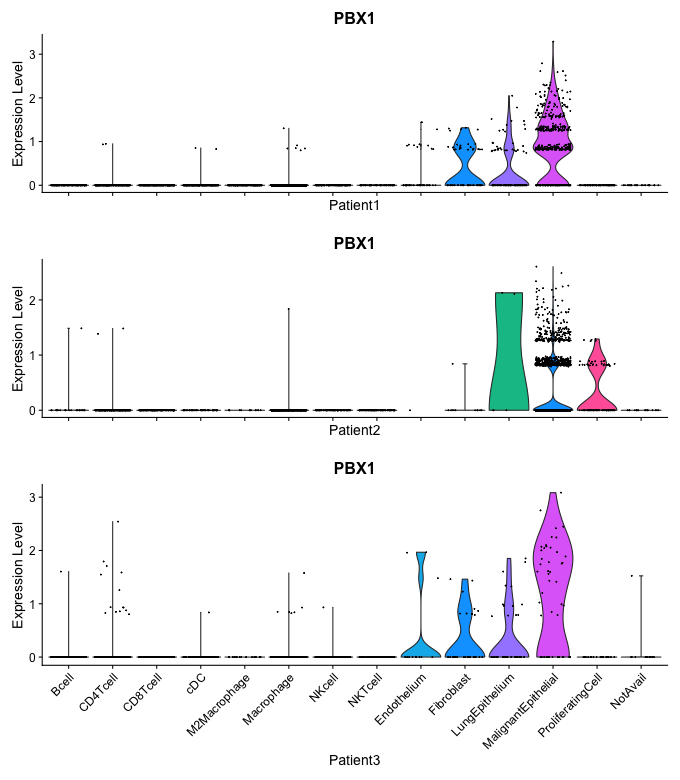 PBX1
Expression Level
3
2
1
0
Patient1
PBX1
Expression Level
2
1
0
Patient2
PBX1
Expression Level
3
2
1
0
Bcell
CD4Tcell
CD8Tcell
cDC
M2Macrophage
Macrophage
NKcell
NKTcell
Endothelium
Fibroblast
LungEpithelium
MalignantEpithelial
ProliferatingCell
NotAvail
Patient3